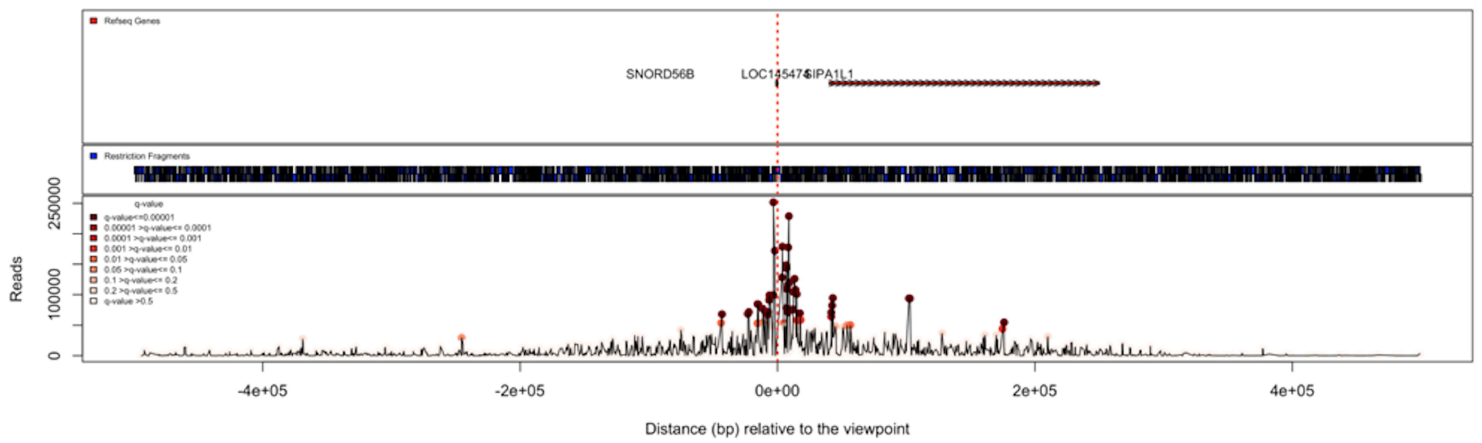 Refseq Genes
SNORD56B LOC145474 SIPA1L1
Restriction Fragments
q-value
q-value<=0.00001
0.00001 >q-value<= 0.0001
0.0001 >q-value<= 0.001
0.001 >q-value<= 0.01
0.01 >q-value<= 0.05
0.05 >q-value<= 0.1
0.1 >q-value<= 0.2
0.2 >q-value<= 0.5
q-value >0.5
Reads
250000
100000
0
-4e+05 -2e+05 0e+00 2e+05 4e+05
Distance (bp) relative to the viewpoint